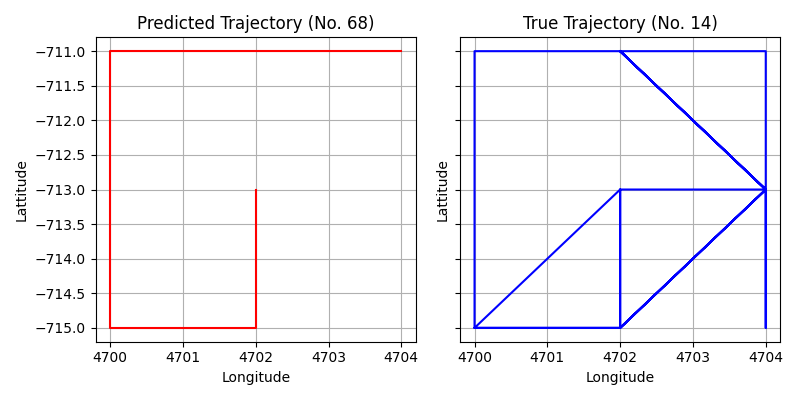 Predicted Trajectory (No. 68)
−711.0
−711.5
−712.0
−712.5
−713.0
−713.5
−714.0
−714.5
−715.0
Lattitude
4700 4701 4702 4703 4704
Longitude
True Trajectory (No. 14)
Lattitude
4700 4701 4702 4703 4704
Longitude